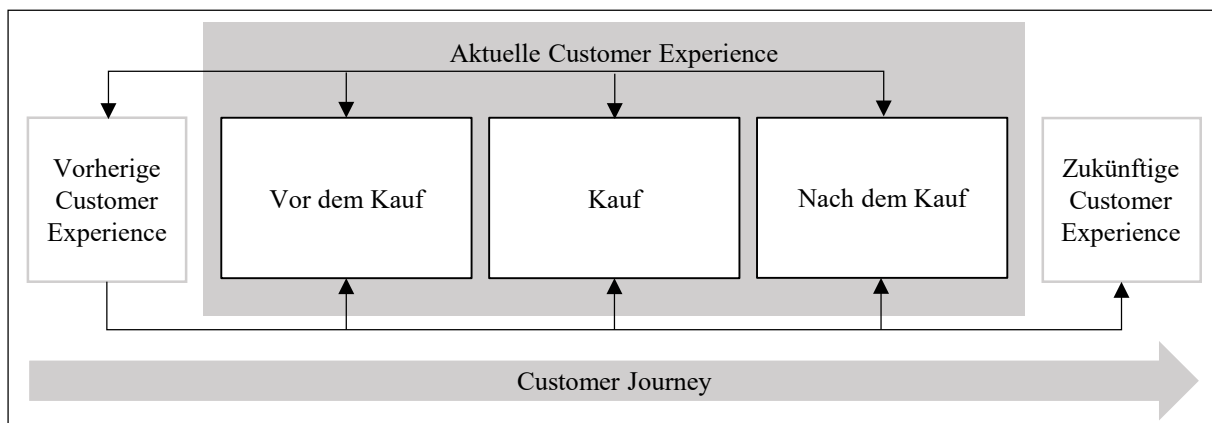 Aktuelle Customer Experience
Vorherige
Customer
Experience
Vor dem Kauf
Kauf
Nach dem Kauf
Zukünftige
Customer
Experience
Customer Journey